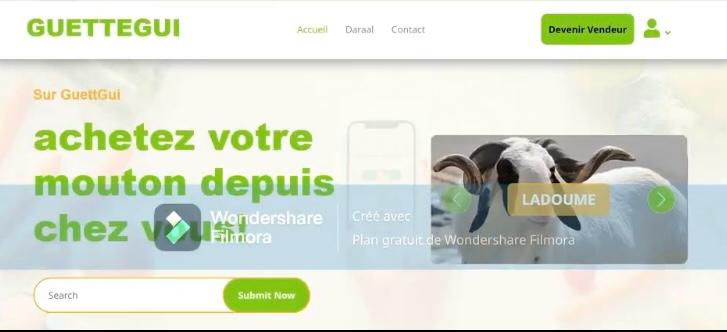 GUETTEGUI
Accueil Daraal Contact
Devenir Vendeur
Sur GuettGui
achetez votre
mouton depuis
chez vous!
LADOUME
Wondershare
Filmora
Créé avec
Plan gratuit de Wondershare Filmora
Search
Submit Now